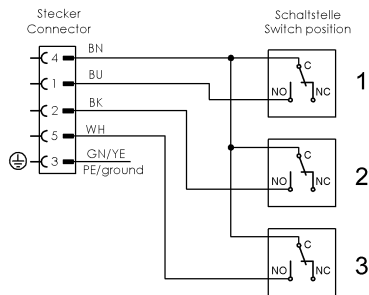 Stecker
Connector
Schaltstelle
Switch position
4 BN
1 BU
2 BK
5 WH
3 GN/YE
PE/ground
C
NO NC
1
C
NO NC
2
C
NO NC
3